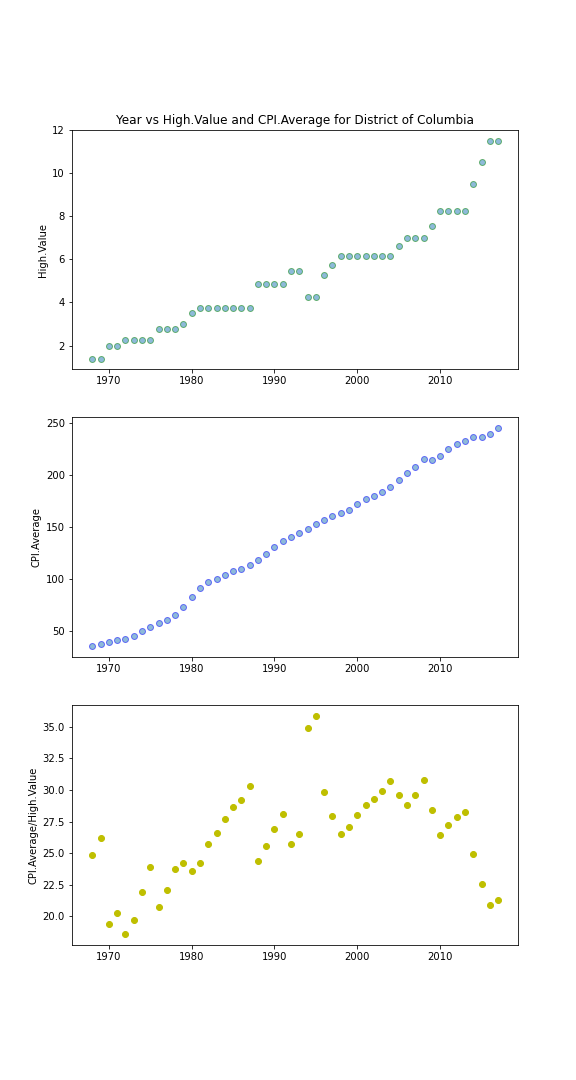 Year vs High.Value and CPI.Average for District of Columbia
12
10
8
6
4
2
High.Value
1970 1980 1990 2000 2010
250
200
150
100
50
CPI.Average
1970 1980 1990 2000 2010
35.0
32.5
30.0
27.5
25.0
22.5
20.0
CPI.Average/High.Value
1970 1980 1990 2000 2010